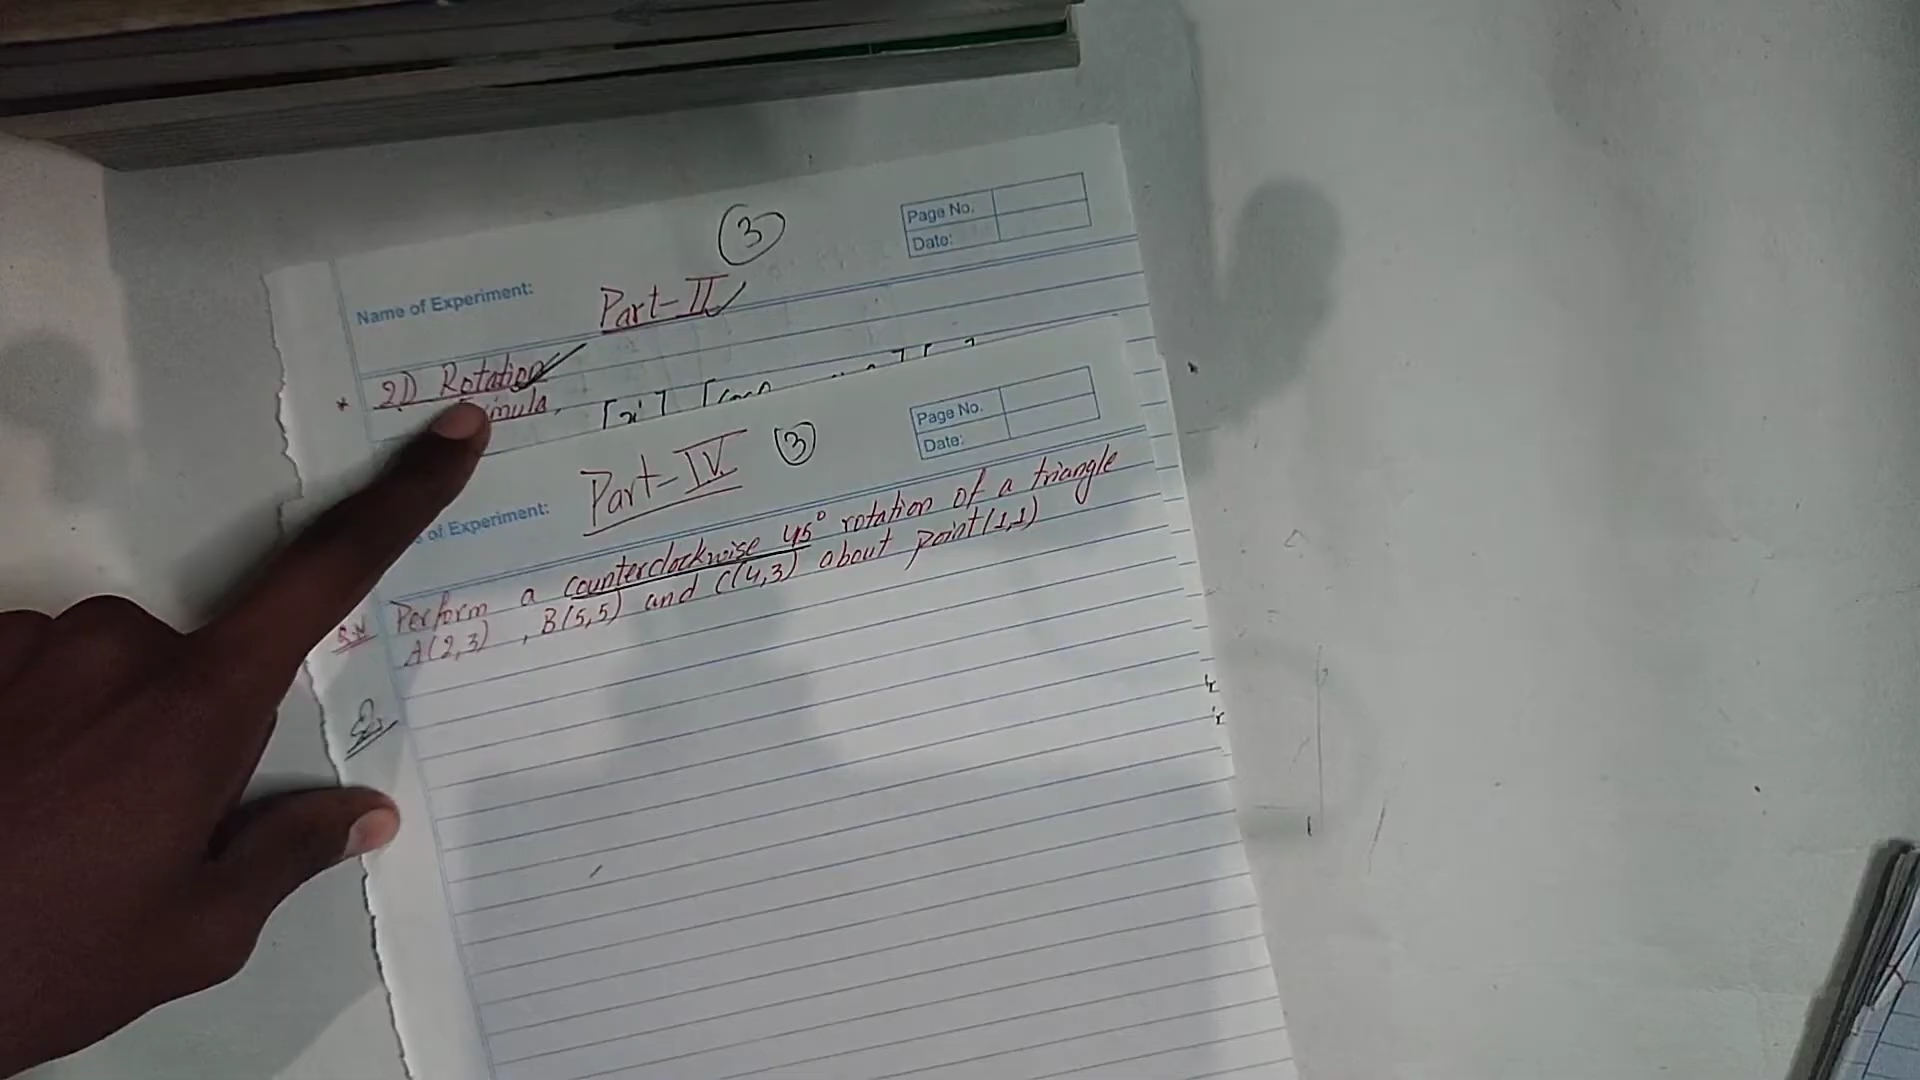 3
Page No.
Date:
Name of Experiment:
Part-II
* 2D Rotation
Part-IV 3
Page No.
Date:
of Experiment:
Perform a counterclockwise 45° rotation of a triangle
A(2,3) , B(5,5) and C(4,3) about point (1,1)